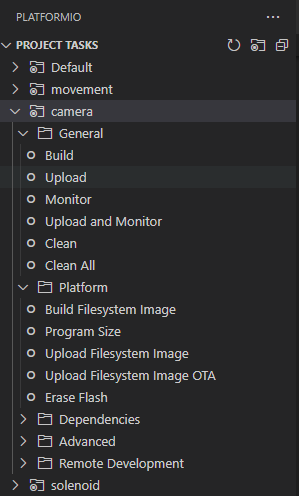 PLATFORMIO
PROJECT TASKS
Default
movement
camera
General
Build
Upload
Monitor
Upload and Monitor
Clean
Clean All
Platform
Build Filesystem Image
Program Size
Upload Filesystem Image
Upload Filesystem Image OTA
Erase Flash
Dependencies
Advanced
Remote Development
solenoid